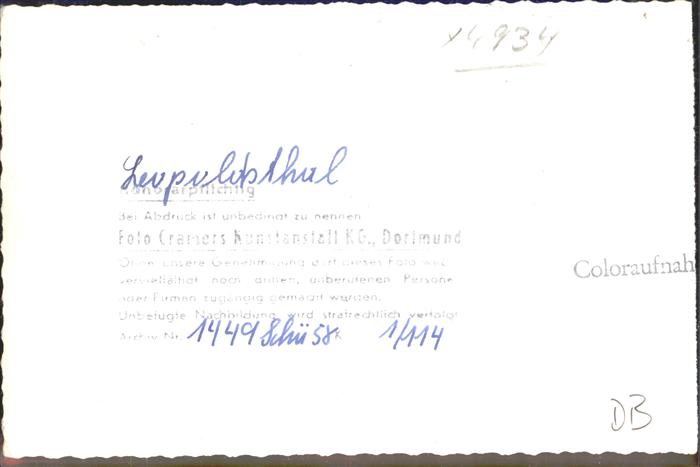 x4934
Leopoldsthal
Honorarpflichtig
Bei Abdruck ist unbedingt zu nennen
Foto Cramers Kunstanstalt KG., Dortmund
Ohne unsere Genehmigung darf dieses Foto weder
vervielfältigt noch dritten, unberufenen Personen
oder Firmen zugängig gemacht werden.
Unbefugte Nachbildung wird strafrechtlich verfolgt
Archiv Nr. 1449 Schü 58 K 1/114
Coloraufnah
DB